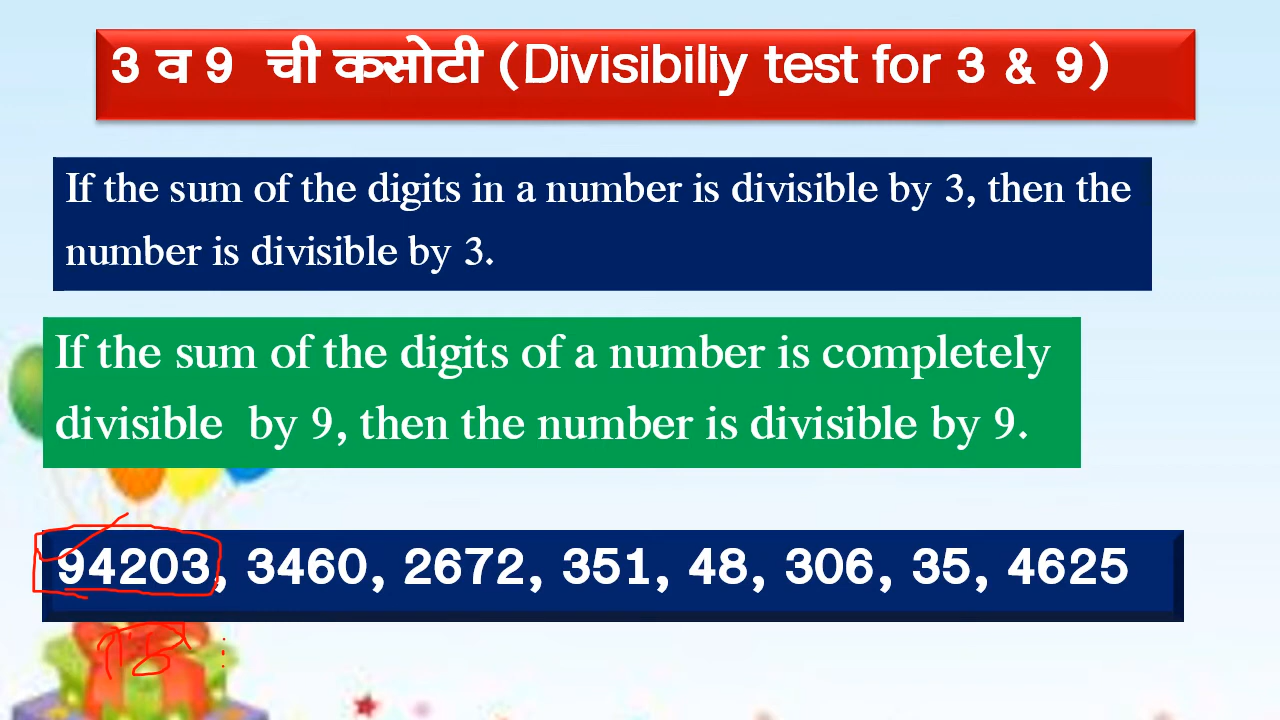 3 व 9 ची कसोटी (Divisibiliy test for 3 & 9)
If the sum of the digits in a number is divisible by 3, then the
number is divisible by 3.
If the sum of the digits of a number is completely
divisible by 9, then the number is divisible by 9.
94203, 3460, 2672, 351, 48, 306, 35, 4625